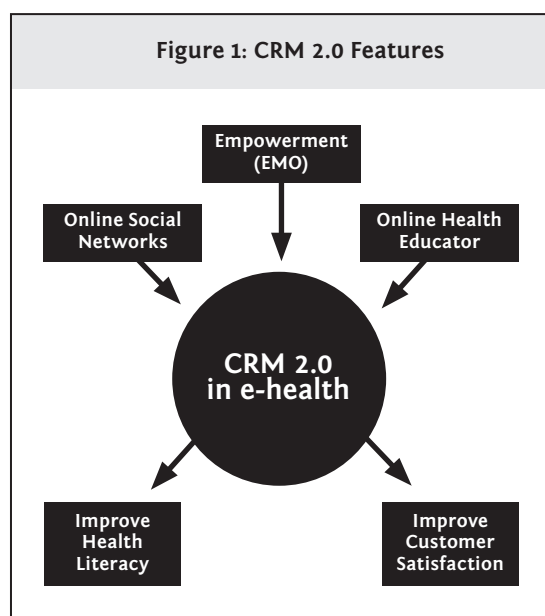 Figure 1: CRM 2.0 Features
Empowerment
(EMO)
Online Social
Networks
Online Health
Educator
CRM 2.0
in e-health
Improve
Health
Literacy
Improve
Customer
Satisfaction